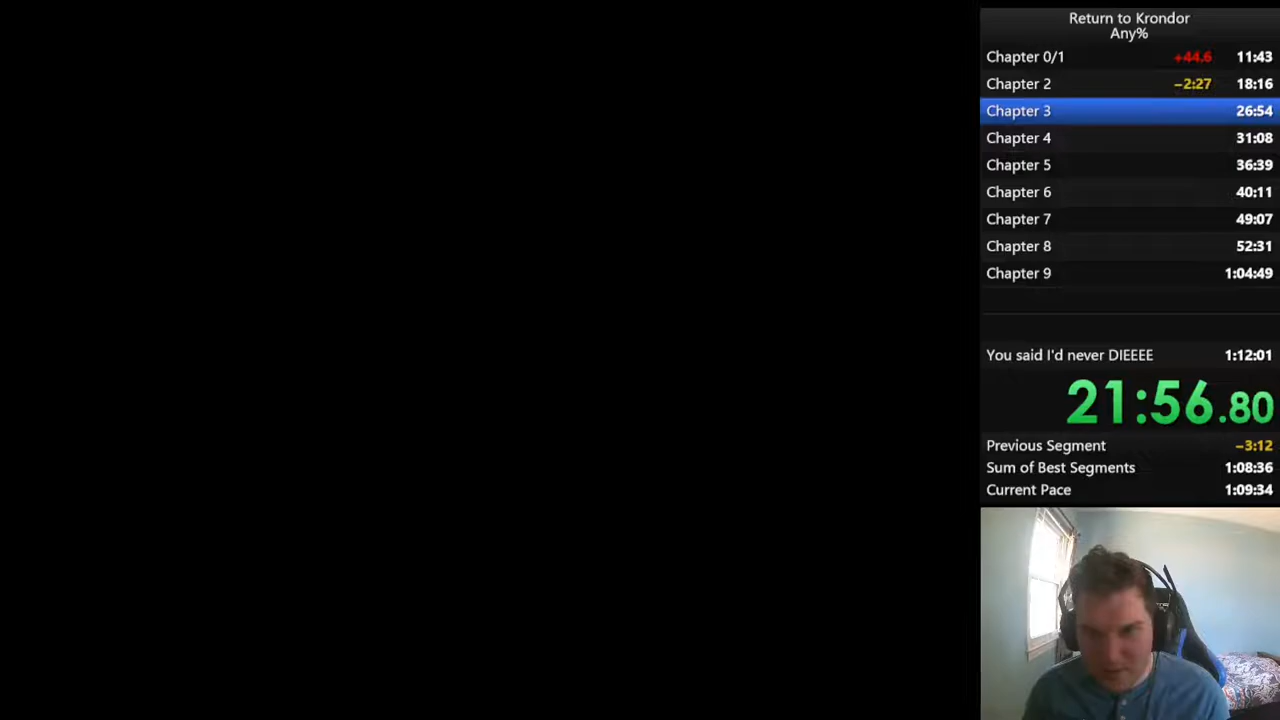 Return to Krondor
Any%
Chapter 0/1 +44.6 11:43
Chapter 2 −2:27 18:16
Chapter 3 26:54
Chapter 4 31:08
Chapter 5 36:39
Chapter 6 40:11
Chapter 7 49:07
Chapter 8 52:31
Chapter 9 1:04:49
You said I'd never DIEEEE 1:12:01
21:56.80
Previous Segment −3:12
Sum of Best Segments 1:08:36
Current Pace 1:09:34